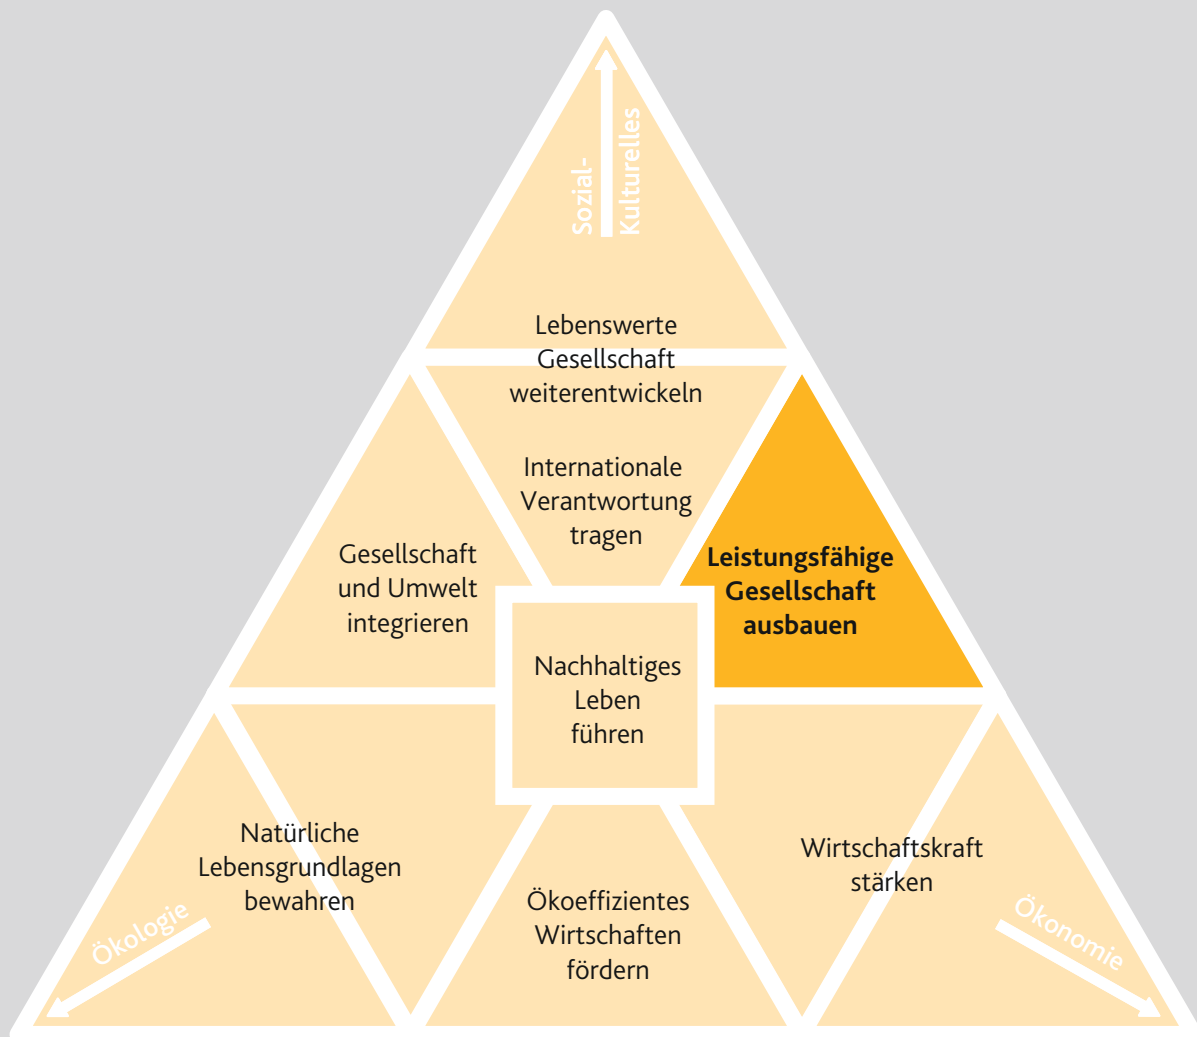 Sozial-
Kulturelles
Lebenswerte
Gesellschaft
weiterentwickeln
Internationale
Verantwortung
tragen
Gesellschaft
und Umwelt
integrieren
Leistungsfähige
Gesellschaft
ausbauen
Nachhaltiges
Leben
führen
Natürliche
Lebensgrundlagen
bewahren
Wirtschaftskraft
stärken
Ökoeffizientes
Wirtschaften
fördern
Ökologie
Ökonomie